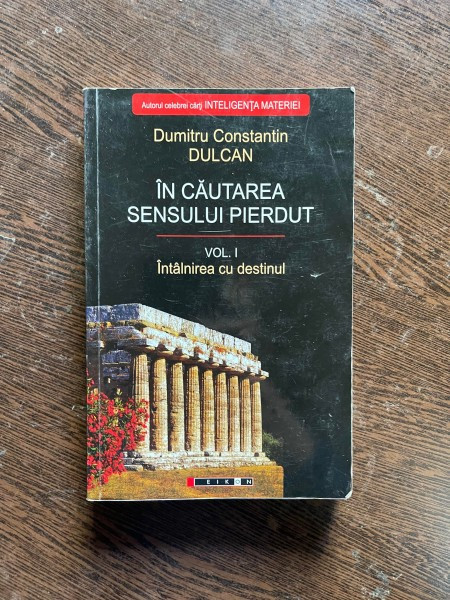 Autorul celebrei cărți INTELIGENȚA MATERIEI
Dumitru Constantin
DULCAN
ÎN CĂUTAREA
SENSULUI PIERDUT
VOL. I
Întâlnirea cu destinul
EIKON